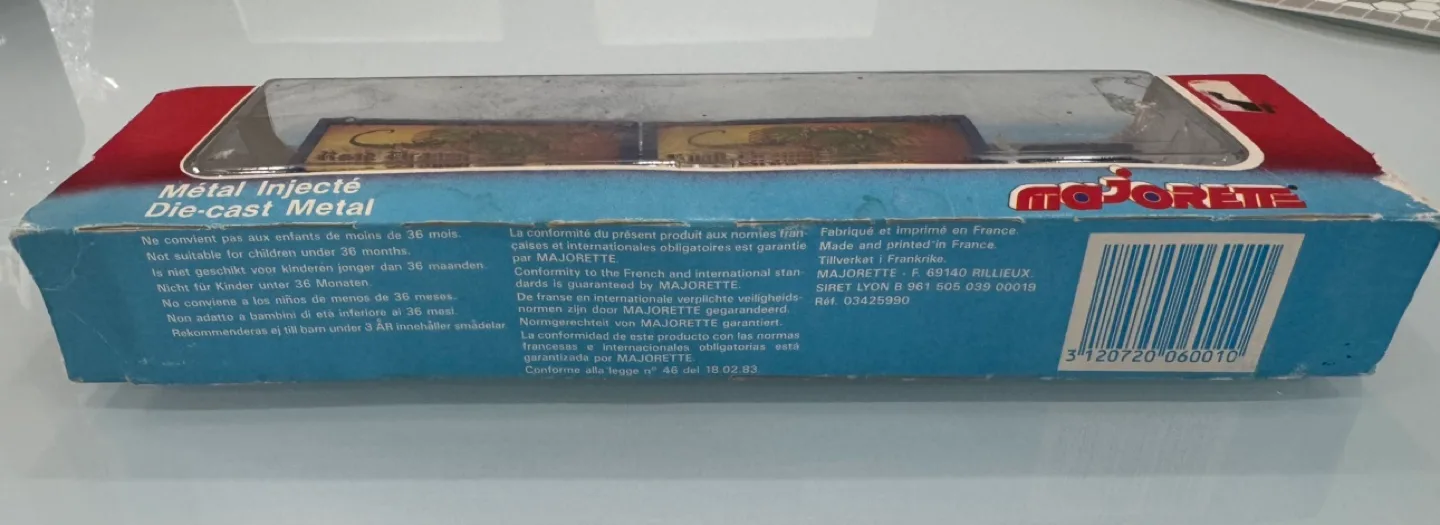 Métal Injecté
Die-cast Metal
MAJORETTE
Ne convient pas aux enfants de moins de 36 mois.
Not suitable for children under 36 months.
Is niet geschikt voor kinderen jonger dan 36 maanden.
Nicht für Kinder unter 36 Monaten.
No conviene a los niños de menos de 36 meses.
Non adatto a bambini di età inferiore ai 36 mesi.
Rekommenderas ej till barn under 3 ÅR innehåller smådelar
La conformité du présent produit aux normes fran-
çaises et internationales obligatoires est garantie
par MAJORETTE.
Conformity to the French and international stan-
dards is guaranteed by MAJORETTE.
De franse en internationale verplichte veiligheids-
normen zijn door MAJORETTE gegarandeerd.
Normgerechtheit von MAJORETTE garantiert.
La conformidad de este producto con las normas
francesas e internacionales obligatorias está
garantizada por MAJORETTE.
Conforme alla legge n° 46 del 18.02.83.
Fabriqué et imprimé en France.
Made and printed in France.
Tillverket i Frankrike.
MAJORETTE - F. 69140 RILLIEUX.
SIRET LYON B 961 505 039 00019
Réf. 03425990
3 120720 060010